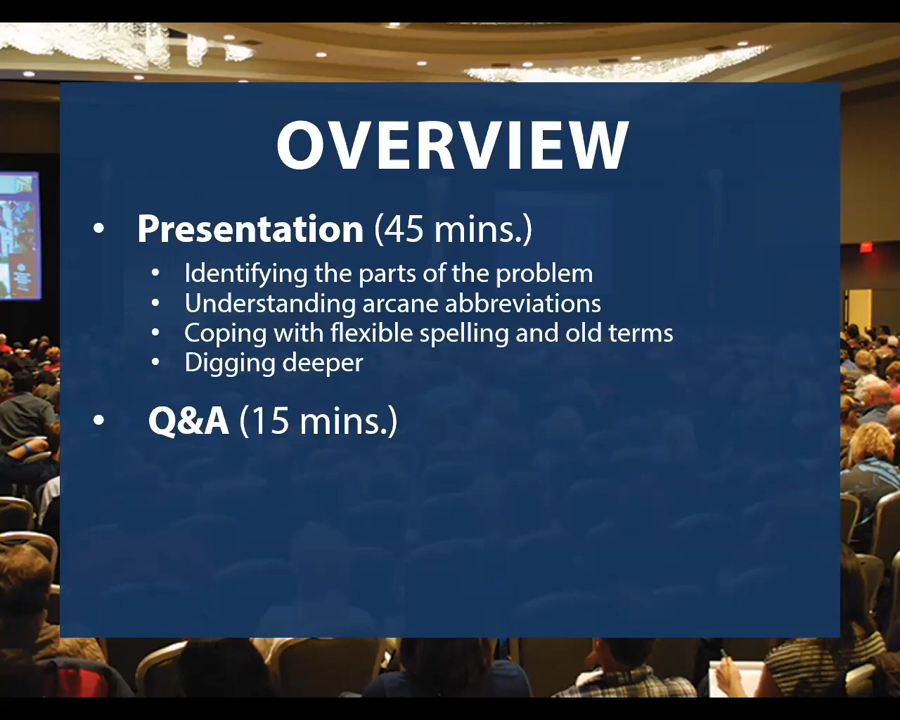 OVERVIEW
• Presentation (45 mins.)
• Identifying the parts of the problem
• Understanding arcane abbreviations
• Coping with flexible spelling and old terms
• Digging deeper
• Q&A (15 mins.)